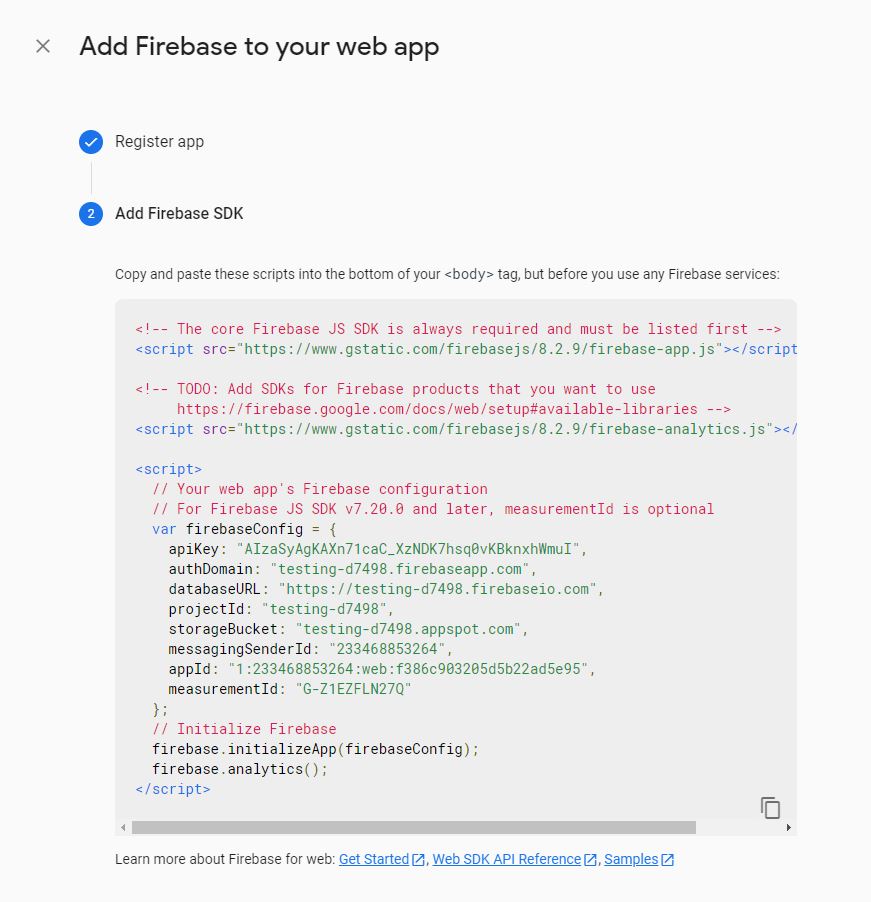 Add Firebase to your web app
Register app
2
Add Firebase SDK
Copy and paste these scripts into the bottom of your <body> tag, but before you use any Firebase services:
<!-- The core Firebase JS SDK is always required and must be listed first -->
<script src="https://www.gstatic.com/firebasejs/8.2.9/firebase-app.js"></script
<!-- TODO: Add SDKs for Firebase products that you want to use
https://firebase.google.com/docs/web/setup#available-libraries -->
<script src="https://www.gstatic.com/firebasejs/8.2.9/firebase-analytics.js"></
<script>
// Your web app's Firebase configuration
// For Firebase JS SDK v7.20.0 and later, measurementId is optional
var firebaseConfig = {
apiKey: "AIzaSyAgKAXn71caC_XzNDK7hsq0vKBknxhWmuI",
authDomain: "testing-d7498.firebaseapp.com",
databaseURL: "https://testing-d7498.firebaseio.com",
projectId: "testing-d7498",
storageBucket: "testing-d7498.appspot.com",
messagingSenderId: "233468853264",
appId: "1:233468853264:web:f386c903205d5b22ad5e95",
measurementId: "G-Z1EZFLN27Q"
};
// Initialize Firebase
firebase.initializeApp(firebaseConfig);
firebase.analytics();
</script>
Learn more about Firebase for web: Get Started, Web SDK API Reference, Samples